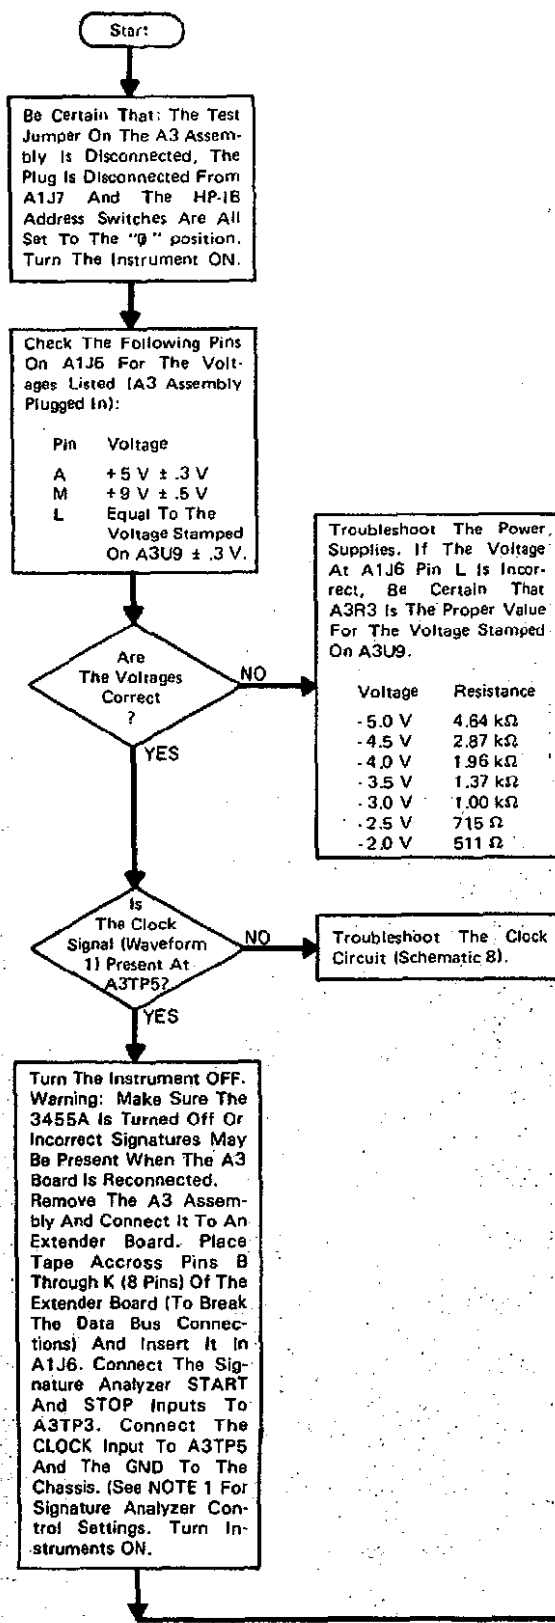 Start
Be Certain That: The Test
Jumper On The A3 Assem-
bly Is Disconnected, The
Plug Is Disconnected From
A1J7 And The HP-IB
Address Switches Are All
Set To The "0" position.
Turn The Instrument ON.
Check The Following Pins
On A1J6 For The Volt-
ages Listed (A3 Assembly
Plugged In):
Pin Voltage
A +5 V ± .3 V
M +9 V ± .5 V
L Equal To The
Voltage Stamped
On A3U9 ± .3 V.
Are
The Voltages
Correct
?
NO
YES
Troubleshoot The Power
Supplies. If The Voltage
At A1J6 Pin L Is Incor-
rect, Be Certain That
A3R3 Is The Proper Value
For The Voltage Stamped
On A3U9.
Voltage Resistance
-5.0 V 4.64 kΩ
-4.5 V 2.87 kΩ
-4.0 V 1.96 kΩ
-3.5 V 1.37 kΩ
-3.0 V 1.00 kΩ
-2.5 V 715 Ω
-2.0 V 511 Ω
Is
The Clock
Signal (Waveform
1) Present At
A3TP5?
NO
YES
Troubleshoot The Clock
Circuit (Schematic 8).
Turn The Instrument OFF.
Warning: Make Sure The
3455A Is Turned Off Or
Incorrect Signatures May
Be Present When The A3
Board Is Reconnected.
Remove The A3 Assem-
bly And Connect It To An
Extender Board. Place
Tape Accross Pins B
Through K (8 Pins) Of The
Extender Board (To Break
The Data Bus Connec-
tions) And Insert It In
A1J6. Connect The Sig-
nature Analyzer START
And STOP Inputs To
A3TP3. Connect The
CLOCK Input To A3TP5
And The GND To The
Chassis. (See NOTE 1 For
Signature Analyzer Con-
trol Settings. Turn In-
struments ON.